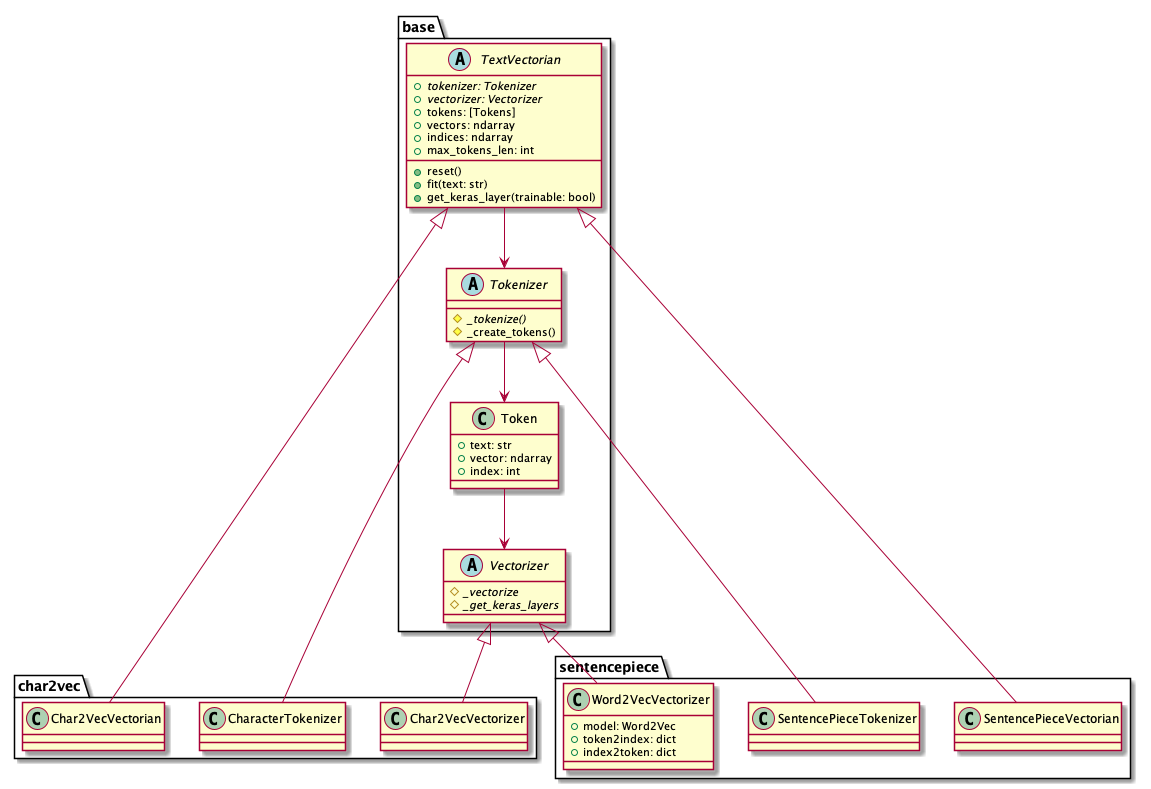 base
A TextVectorian
tokenizer: Tokenizer
vectorizer: Vectorizer
tokens: [Tokens]
vectors: ndarray
indices: ndarray
max_tokens_len: int
reset()
fit(text: str)
get_keras_layer(trainable: bool)
A Tokenizer
_tokenize()
_create_tokens()
C Token
text: str
vector: ndarray
index: int
A Vectorizer
_vectorize
_get_keras_layers
char2vec
C Char2VecVectorian
C CharacterTokenizer
C Char2VecVectorizer
sentencepiece
C Word2VecVectorizer
model: Word2Vec
token2index: dict
index2token: dict
C SentencePieceTokenizer
C SentencePieceVectorian